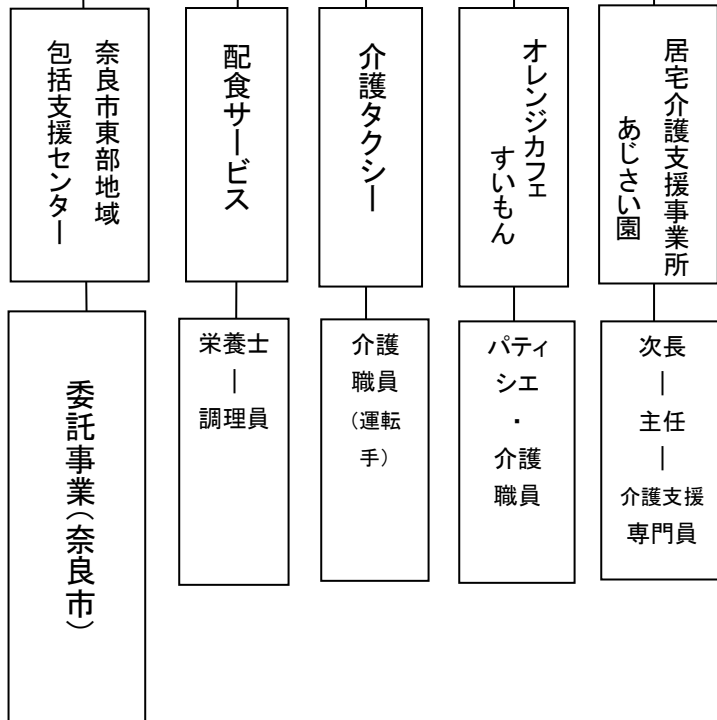 奈良市東部地域
包括支援センター
配食サービス
介護タクシー
オレンジカフェ
すいもん
居宅介護支援事業所
あじさい園
委託事業(奈良市)
栄養士
|
調理員
介護
職員
(運転
手)
パティ
シエ
・
介護
職員
次長
|
主任
|
介護支援
専門員